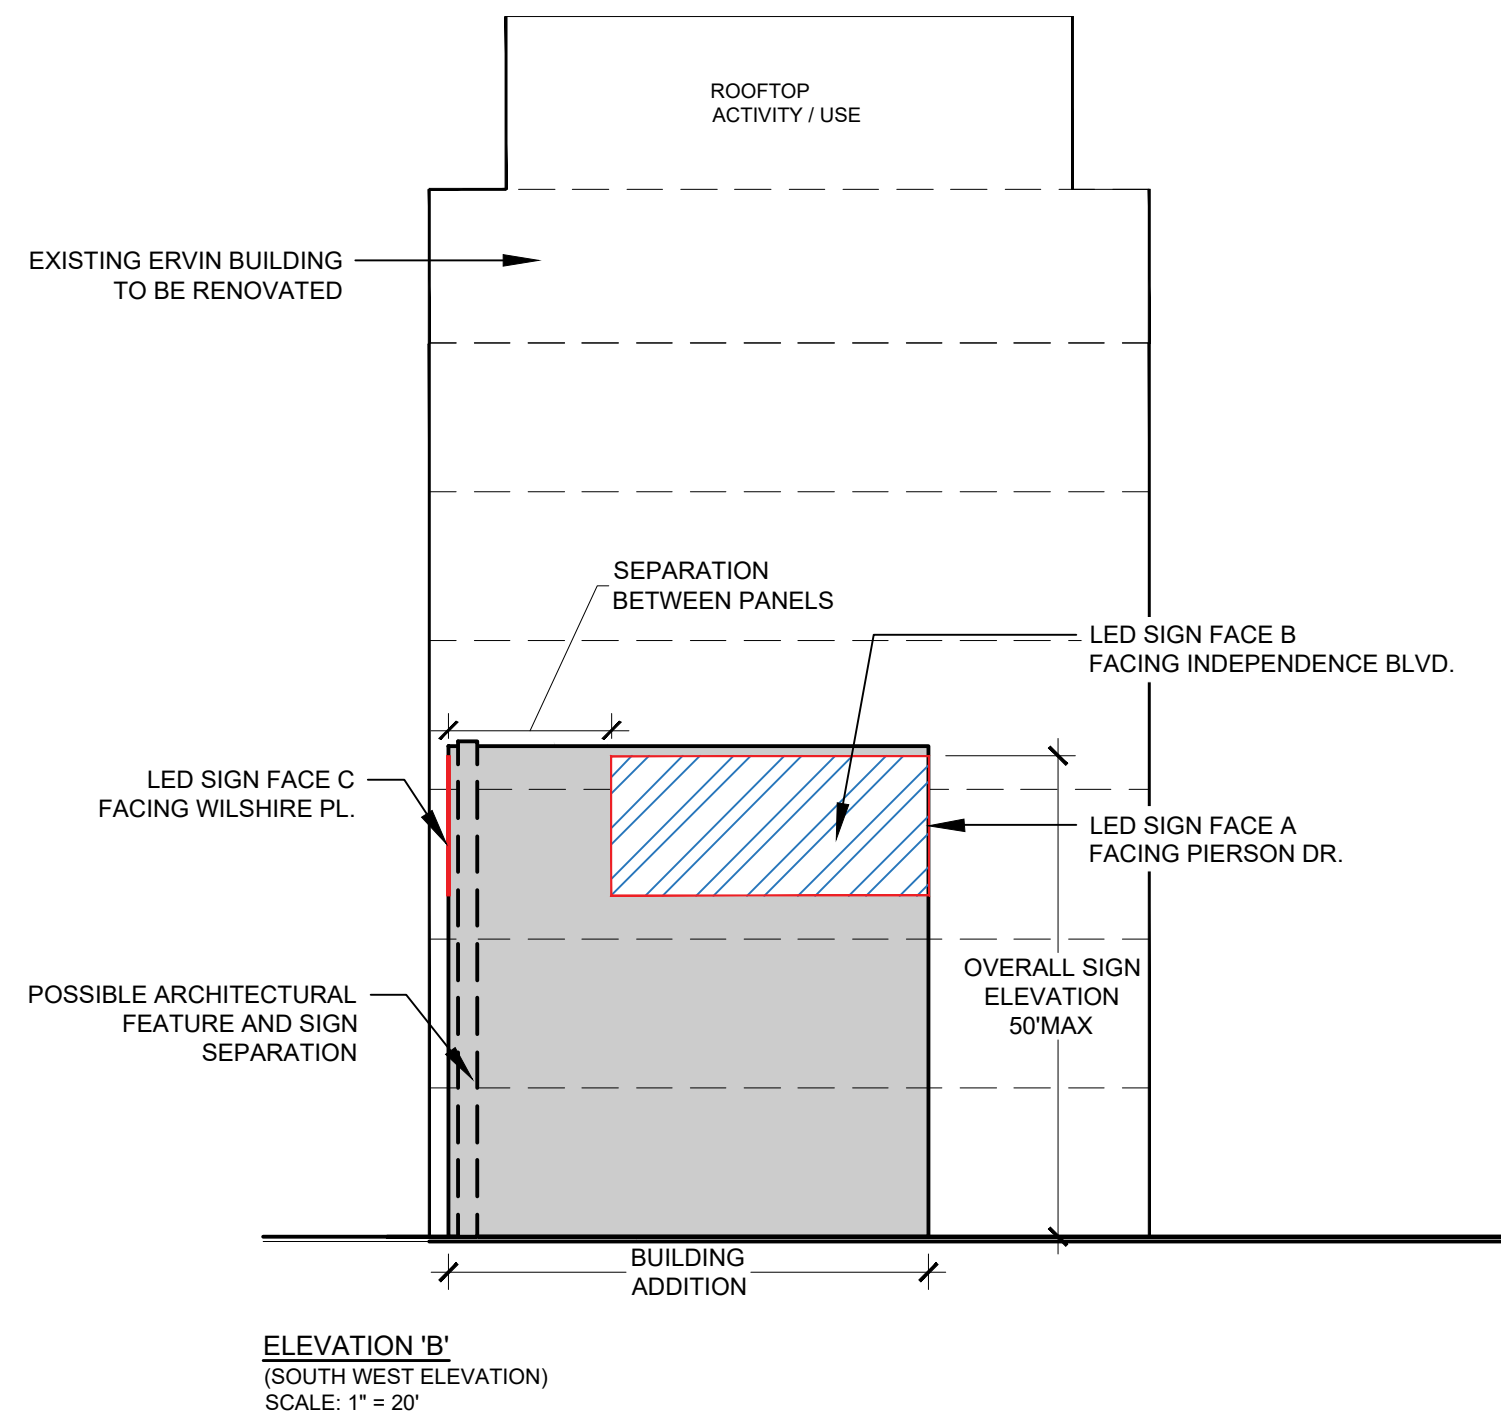 ROOFTOP
ACTIVITY / USE
EXISTING ERVIN BUILDING
TO BE RENOVATED
SEPARATION
BETWEEN PANELS
LED SIGN FACE B
FACING INDEPENDENCE BLVD.
LED SIGN FACE C
FACING WILSHIRE PL.
LED SIGN FACE A
FACING PIERSON DR.
OVERALL SIGN
ELEVATION
50'MAX
POSSIBLE ARCHITECTURAL
FEATURE AND SIGN
SEPARATION
BUILDING
ADDITION
ELEVATION 'B'
(SOUTH WEST ELEVATION)
SCALE: 1" = 20'